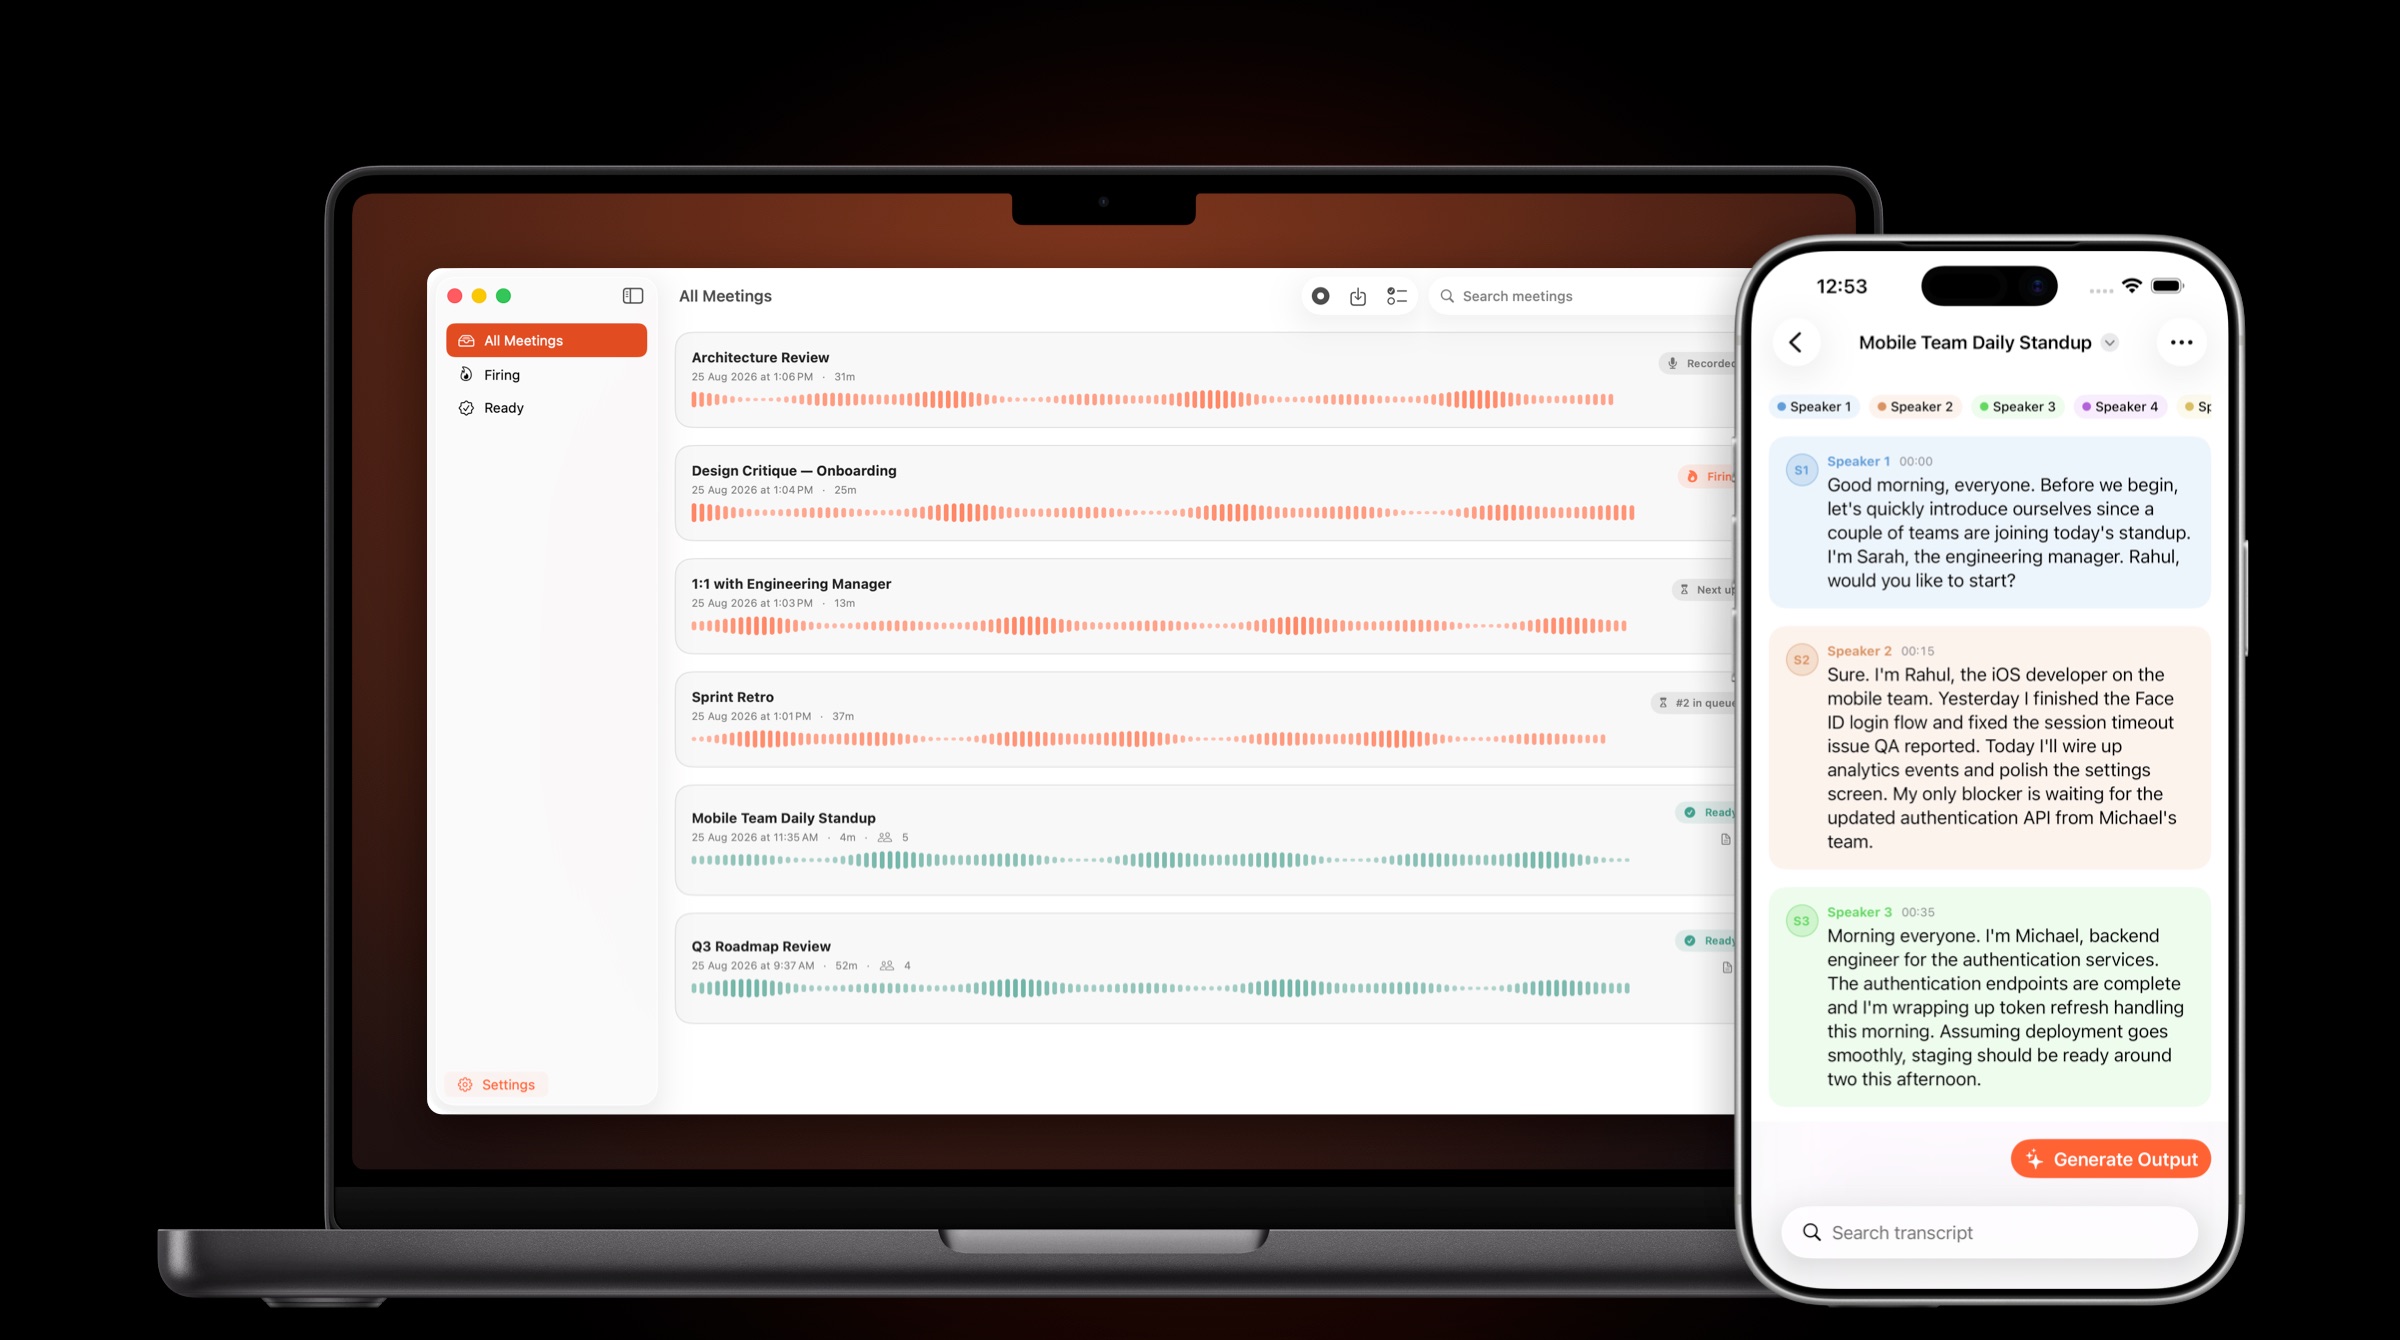 All Meetings
Firing
Ready
Settings
All Meetings
Search meetings
Architecture Review
25 Aug 2026 at 1:06 PM · 31m
Recorded
Design Critique — Onboarding
25 Aug 2026 at 1:04 PM · 25m
1:1 with Engineering Manager
25 Aug 2026 at 1:03 PM · 13m
Next up
Sprint Retro
25 Aug 2026 at 1:01 PM · 37m
#2 in queue
Mobile Team Daily Standup
25 Aug 2026 at 11:35 AM · 4m · 5
Ready
Q3 Roadmap Review
25 Aug 2026 at 9:37 AM · 52m · 4
Ready
12:53
Mobile Team Daily Standup
Speaker 1 Speaker 2 Speaker 3 Speaker 4
S1
Speaker 1 00:00
Good morning, everyone. Before we begin,
let's quickly introduce ourselves since a
couple of teams are joining today's standup.
I'm Sarah, the engineering manager. Rahul,
would you like to start?
S2
Speaker 2 00:15
Sure. I'm Rahul, the iOS developer on the
mobile team. Yesterday I finished the Face
ID login flow and fixed the session timeout
issue QA reported. Today I'll wire up
analytics events and polish the settings
screen. My only blocker is waiting for the
updated authentication API from Michael's
team.
S3
Speaker 3 00:35
Morning everyone. I'm Michael, backend
engineer for the authentication services.
The authentication endpoints are complete
and I'm wrapping up token refresh handling
this morning. Assuming deployment goes
smoothly, staging should be ready around
two this afternoon.
Generate Output
Search transcript